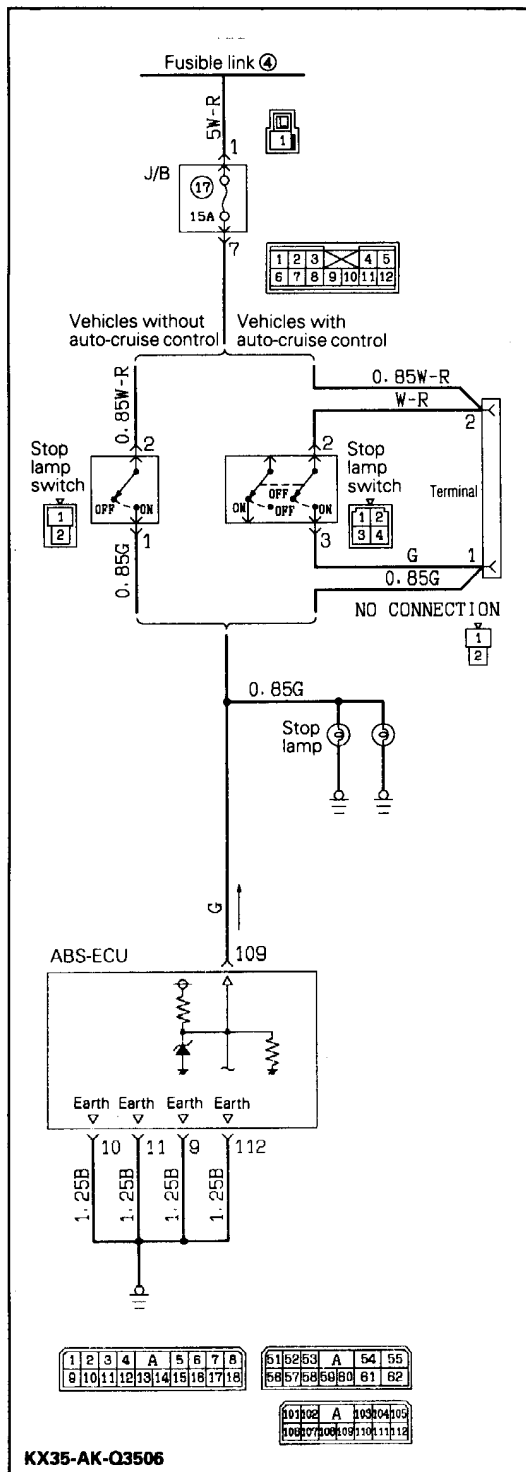 Fusible link ④
5W-R
1
1
J/B
17
15A
7
1 2 3 4 5
6 7 8 9 10 11 12
Vehicles without auto-cruise control
Vehicles with auto-cruise control
0.85W-R
0.85W-R
W-R
2
2
2
Stop lamp switch
OFF
ON
1
2
1
OFF
ON
OFF
ON
Stop lamp switch
1 2
3 4
3
Terminal
G
1
0.85G
0.85G
NO CONNECTION
1
2
0.85G
Stop lamp
G
ABS-ECU
109
Earth Earth Earth Earth
10 11 9 112
1.25B 1.25B 1.25B 1.25B
1 2 3 4 A 5 6 7 8
9 10 11 12 13 14 15 16 17 18
51 52 53 A 54 55
56 57 58 59 60 61 62
101 102 A 103 104 105
106 107 108 109 110 111 112
KX35-AK-Q3506